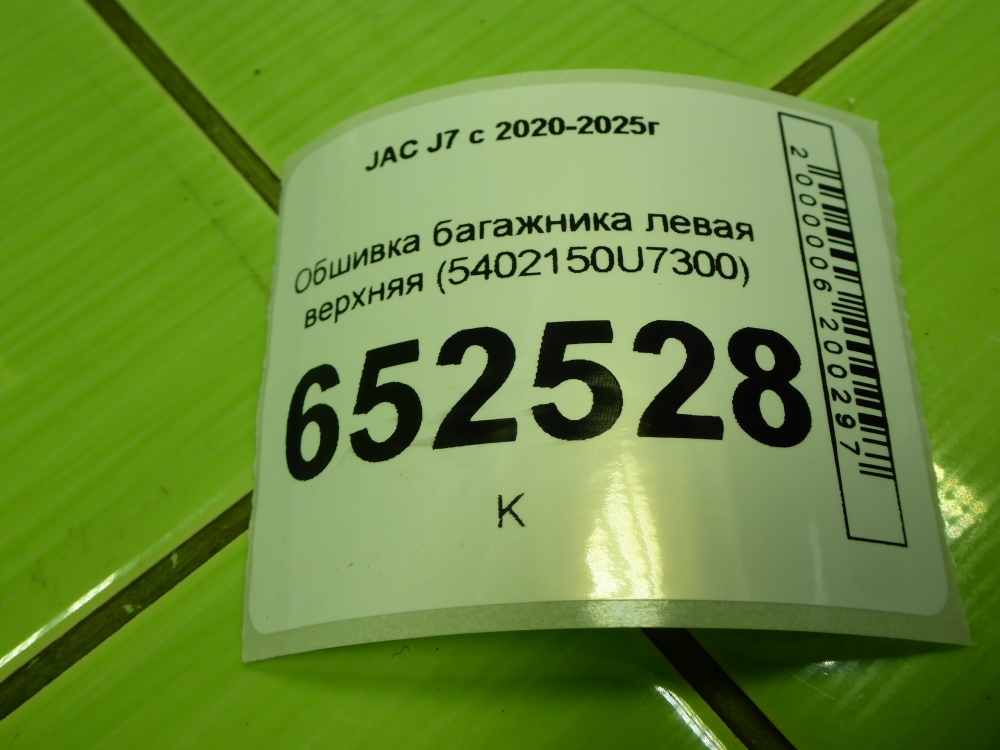 JAC J7 с 2020-2025г
Обшивка багажника левая
верхняя (5402150U7300)
652528
К
2000006200297